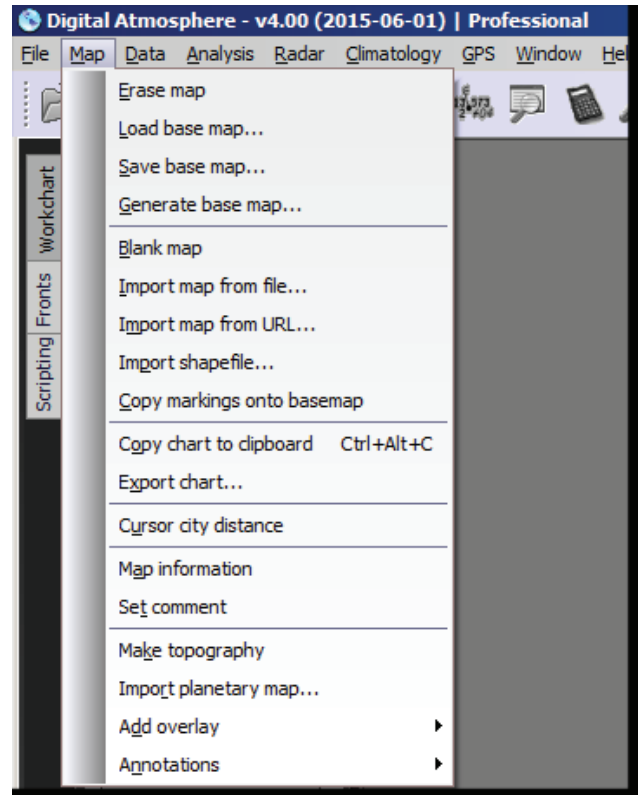 Digital Atmosphere - v4.00 (2015-06-01) | Professional
File Map Data Analysis Radar Climatology GPS Window
Erase map
Load base map...
Save base map...
Generate base map...
Blank map
Import map from file...
Import map from URL...
Import shapefile...
Copy markings onto basemap
Copy chart to clipboard Ctrl+Alt+C
Export chart...
Cursor city distance
Map information
Set comment
Make topography
Import planetary map...
Add overlay
Annotations
Workchart
Fronts
Scripting